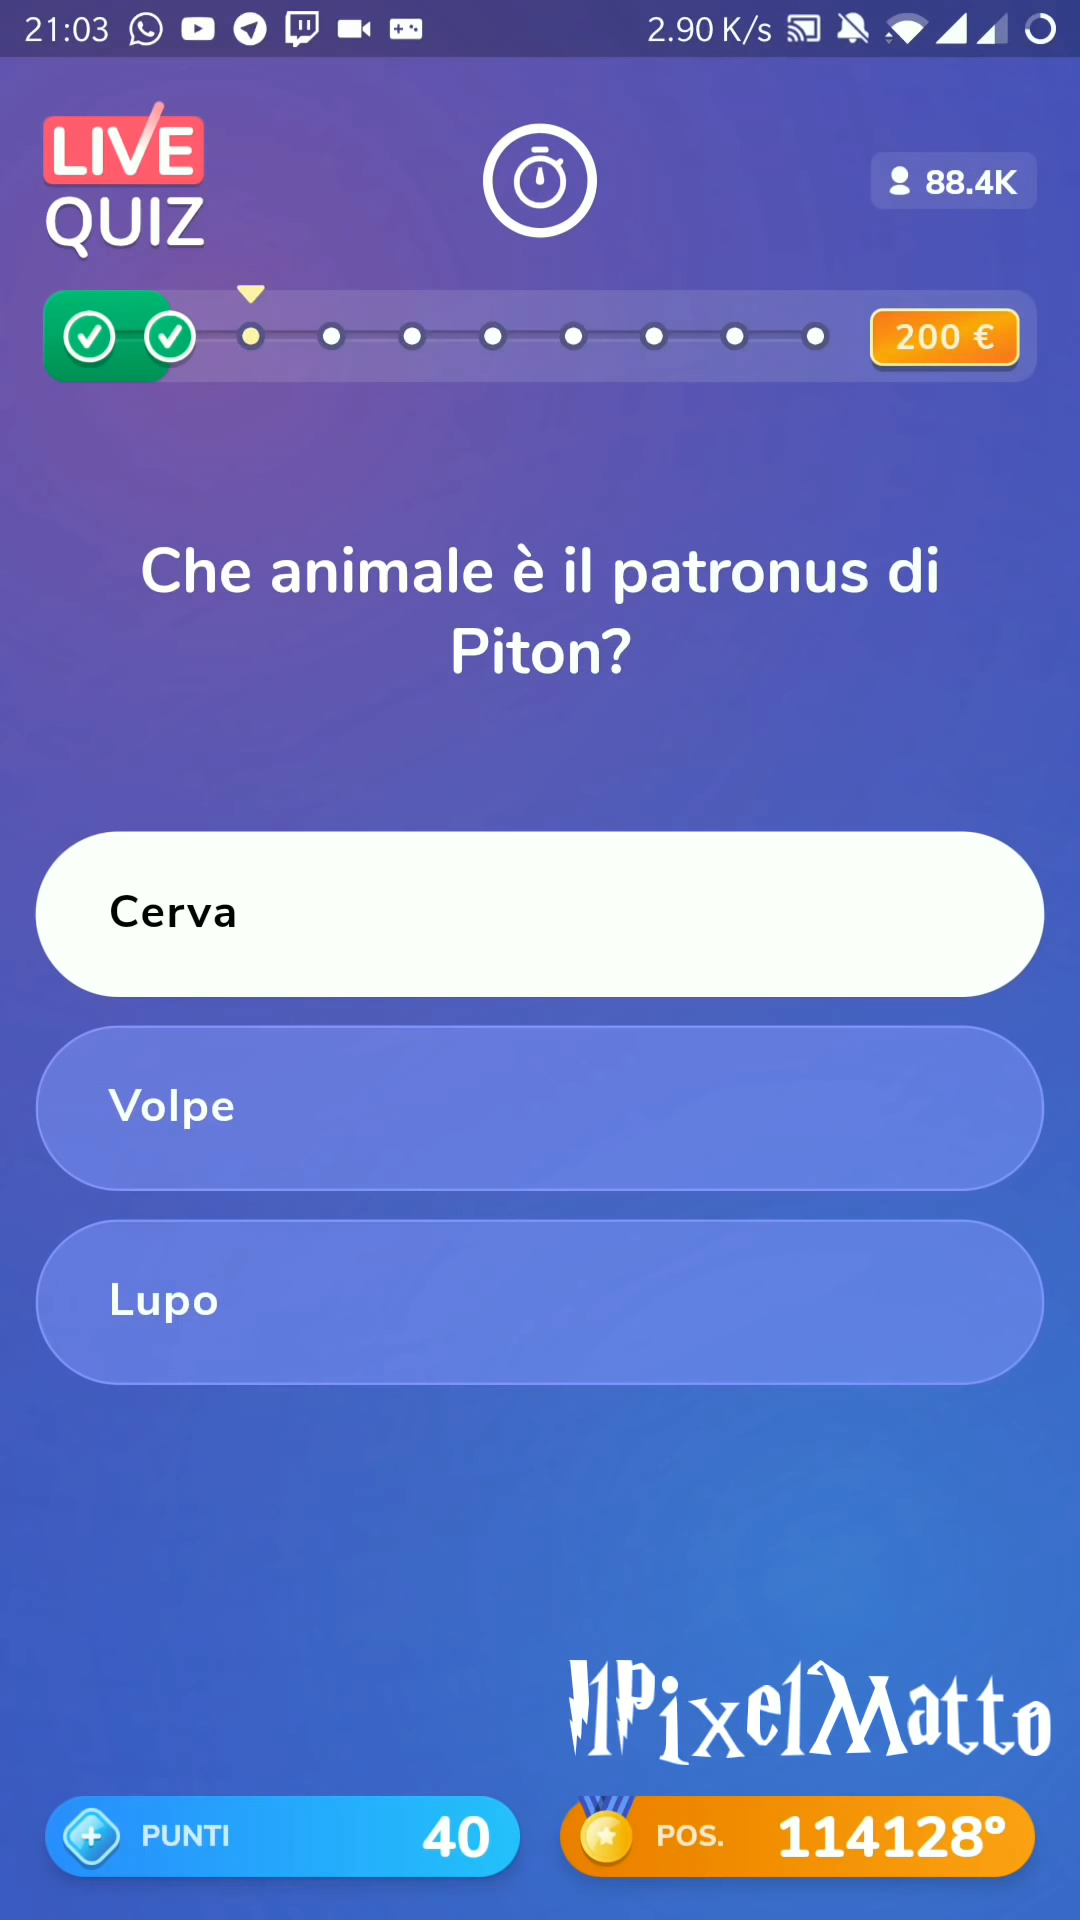 21:03
2.90 K/s
LIVE
QUIZ
88.4K
200 €
Che animale è il patronus di
Piton?
Cerva
Volpe
Lupo
IlPixelMatto
PUNTI 40
POS. 114128°